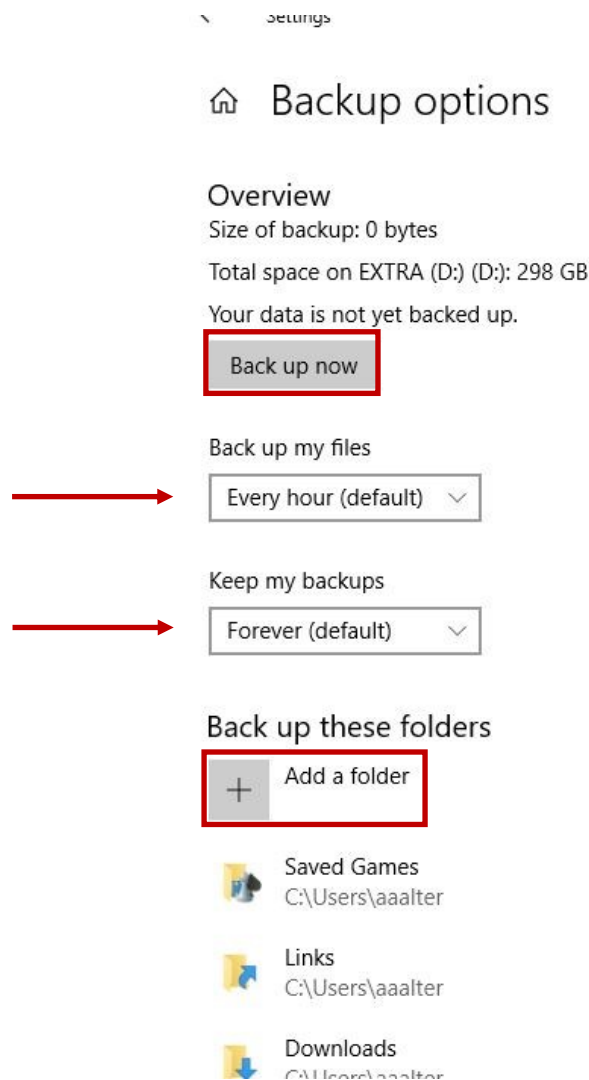 Settings
Backup options
Overview
Size of backup: 0 bytes
Total space on EXTRA (D:) (D:): 298 GB
Your data is not yet backed up.
Back up now
Back up my files
Every hour (default)
Keep my backups
Forever (default)
Back up these folders
Add a folder
Saved Games
C:\Users\aaalter
Links
C:\Users\aaalter
Downloads
C:\Users\aaalter